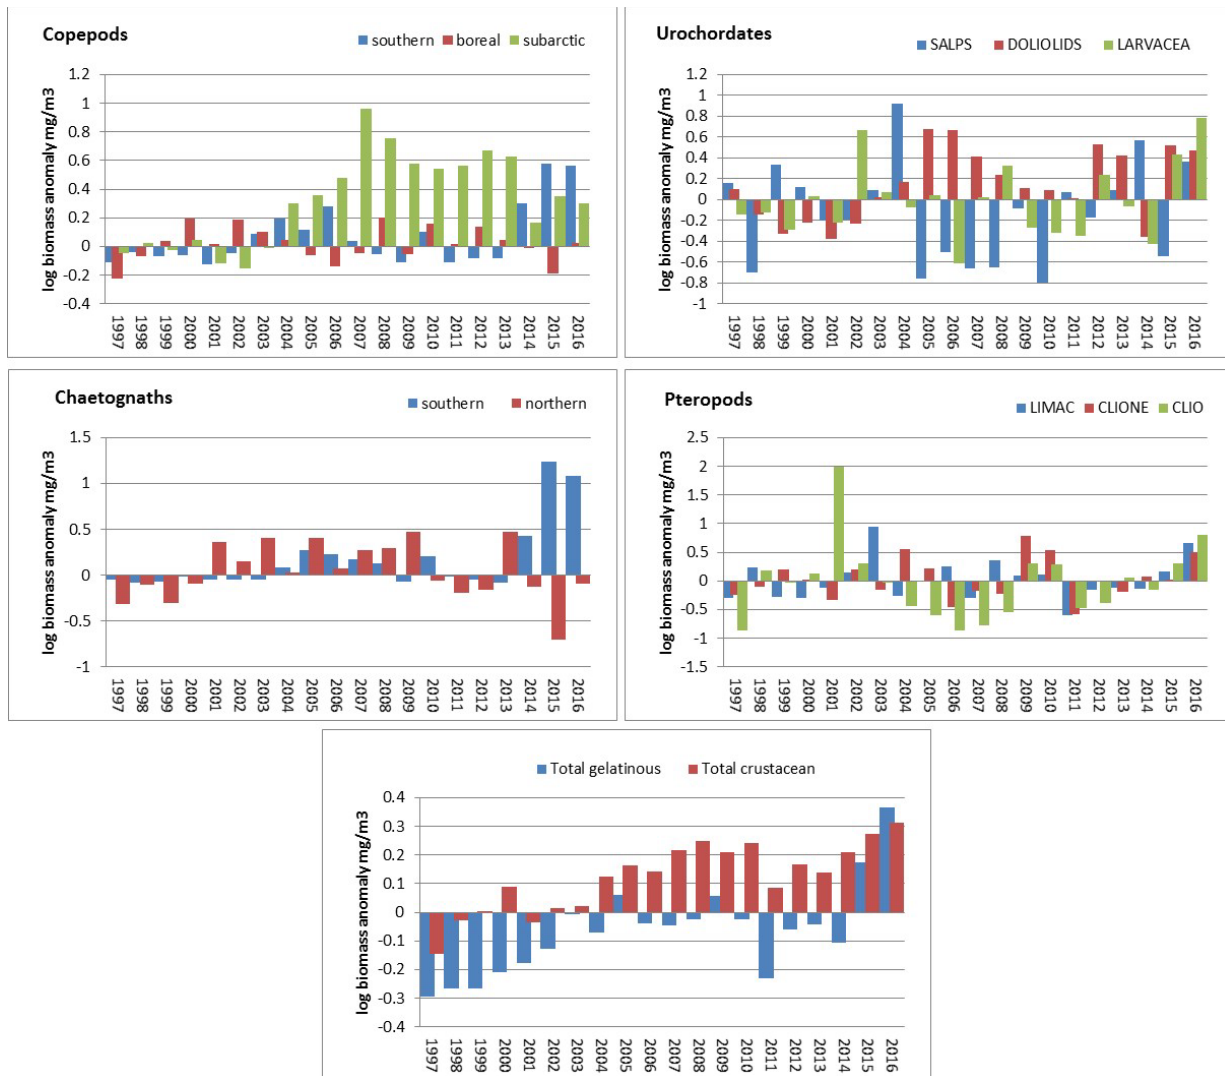 Copepods
southern boreal subarctic
log biomass anomaly mg/m3
1.2
1
0.8
0.6
0.4
0.2
0
-0.2
-0.4
1997 1998 1999 2000 2001 2002 2003 2004 2005 2006 2007 2008 2009 2010 2011 2012 2013 2014 2015 2016
Urochordates
SALPS DOLIOLIDS LARVACEA
log biomass anomaly mg/m3
1.2
1
0.8
0.6
0.4
0.2
0
-0.2
-0.4
-0.6
-0.8
-1
1997 1998 1999 2000 2001 2002 2003 2004 2005 2006 2007 2008 2009 2010 2011 2012 2013 2014 2015 2016
Chaetognaths
southern northern
log biomass anomaly mg/m3
1.5
1
0.5
0
-0.5
-1
1997 1998 1999 2000 2001 2002 2003 2004 2005 2006 2007 2008 2009 2010 2011 2012 2013 2014 2015 2016
Pteropods
LIMAC CLIONE CLIO
log biomass anomaly mg/m3
2.5
2
1.5
1
0.5
0
-0.5
-1
-1.5
1997 1998 1999 2000 2001 2002 2003 2004 2005 2006 2007 2008 2009 2010 2011 2012 2013 2014 2015 2016
Total gelatinous Total crustacean
log biomass anomaly mg/m3
0.4
0.3
0.2
0.1
0
-0.1
-0.2
-0.3
-0.4
1997 1998 1999 2000 2001 2002 2003 2004 2005 2006 2007 2008 2009 2010 2011 2012 2013 2014 2015 2016